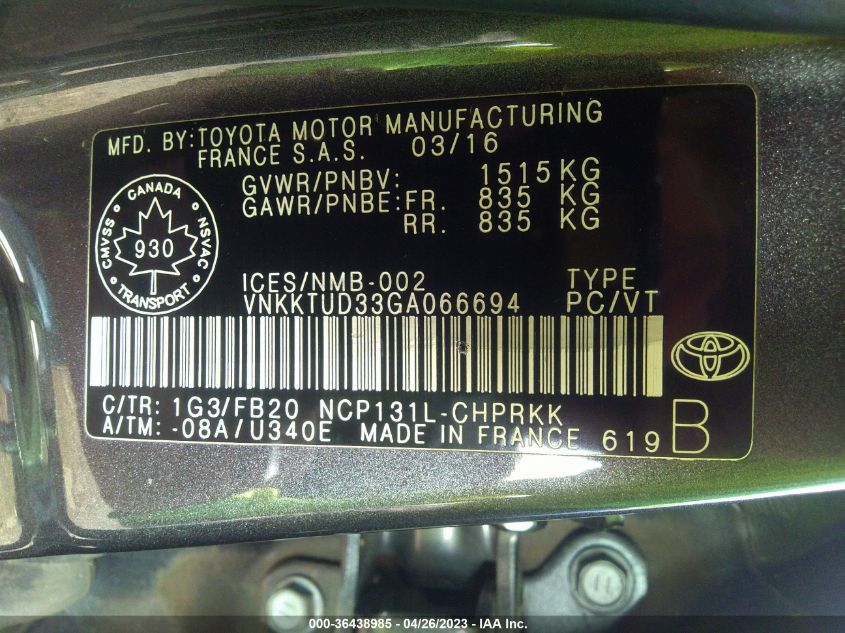 MFD. BY: TOYOTA MOTOR MANUFACTURING
FRANCE S.A.S. 03/16
GVWR/PNBV: 1515 KG
GAWR/PNBE: FR. 835 KG
RR. 835 KG
CANADA
CMVSS
930
NSVAC
TRANSPORT
ICES/NMB-002 TYPE
VNKKTUD33GA066694 PC/VT
C/TR: 1G3/FB20 NCP131L-CHPRKK
A/TM: -08A/U340E MADE IN FRANCE 619 B
000-36438985 / 04/26/2023 - IAA Inc.